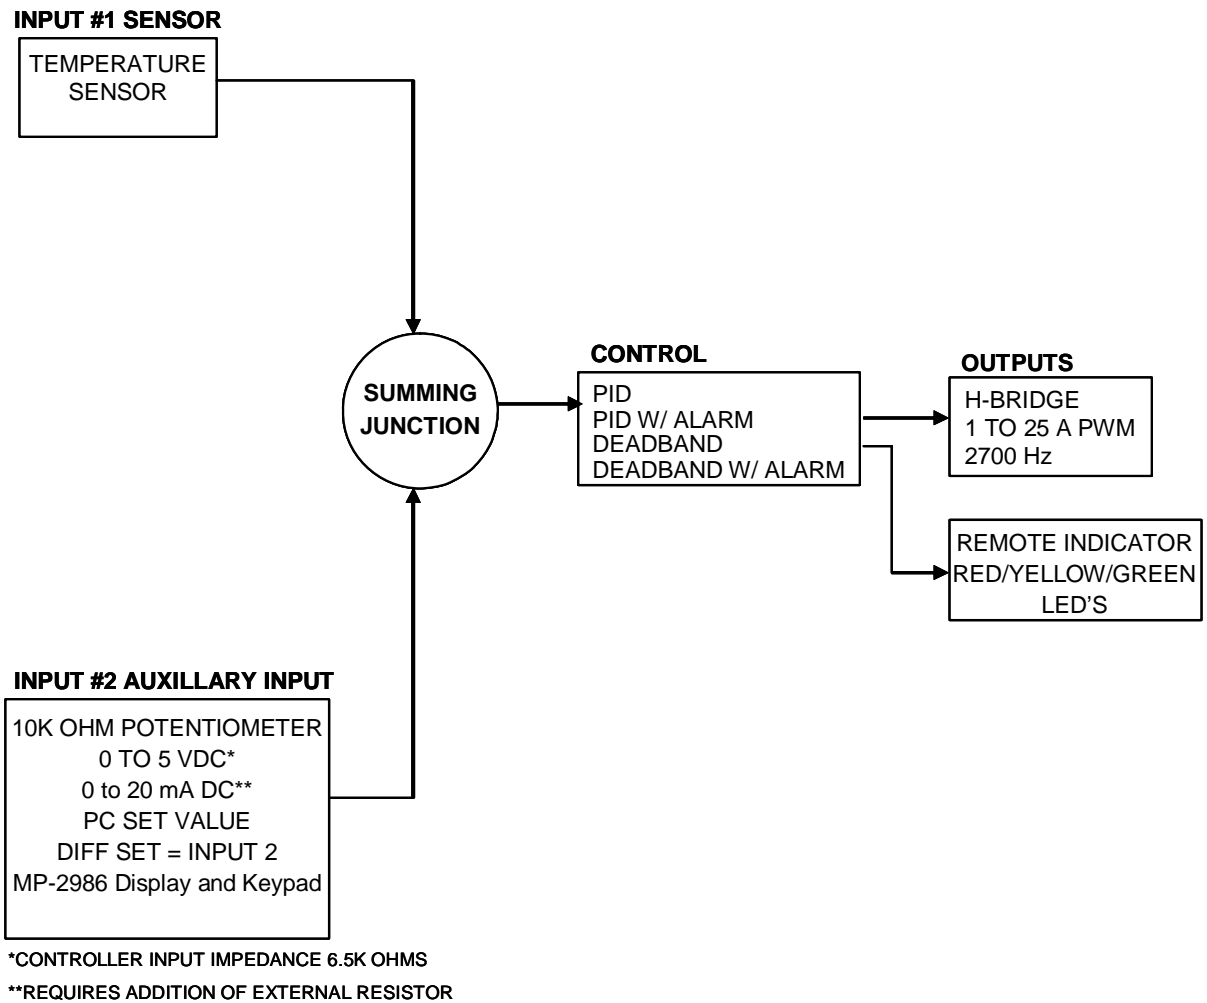 INPUT #1 SENSOR
TEMPERATURE
SENSOR
SUMMING
JUNCTION
CONTROL
PID
PID W/ ALARM
DEADBAND
DEADBAND W/ ALARM
OUTPUTS
H-BRIDGE
1 TO 25 A PWM
2700 Hz
REMOTE INDICATOR
RED/YELLOW/GREEN
LED'S
INPUT #2 AUXILLARY INPUT
10K OHM POTENTIOMETER
0 TO 5 VDC*
0 to 20 mA DC**
PC SET VALUE
DIFF SET = INPUT 2
MP-2986 Display and Keypad
*CONTROLLER INPUT IMPEDANCE 6.5K OHMS
**REQUIRES ADDITION OF EXTERNAL RESISTOR